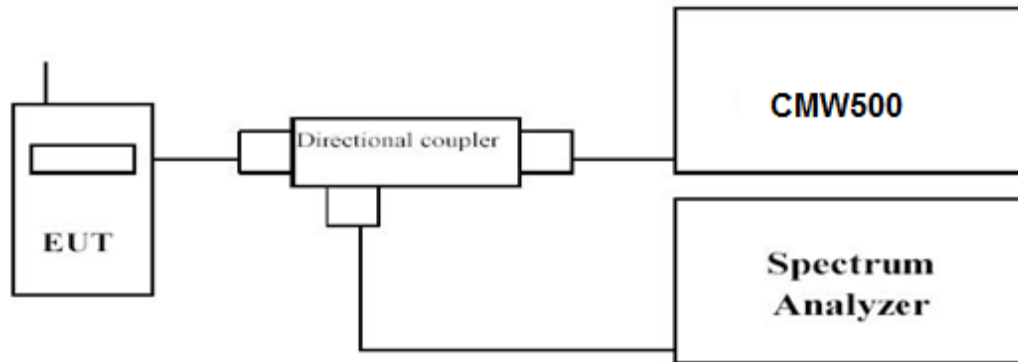 CMW500
Directional coupler
EUT
Spectrum
Analyzer